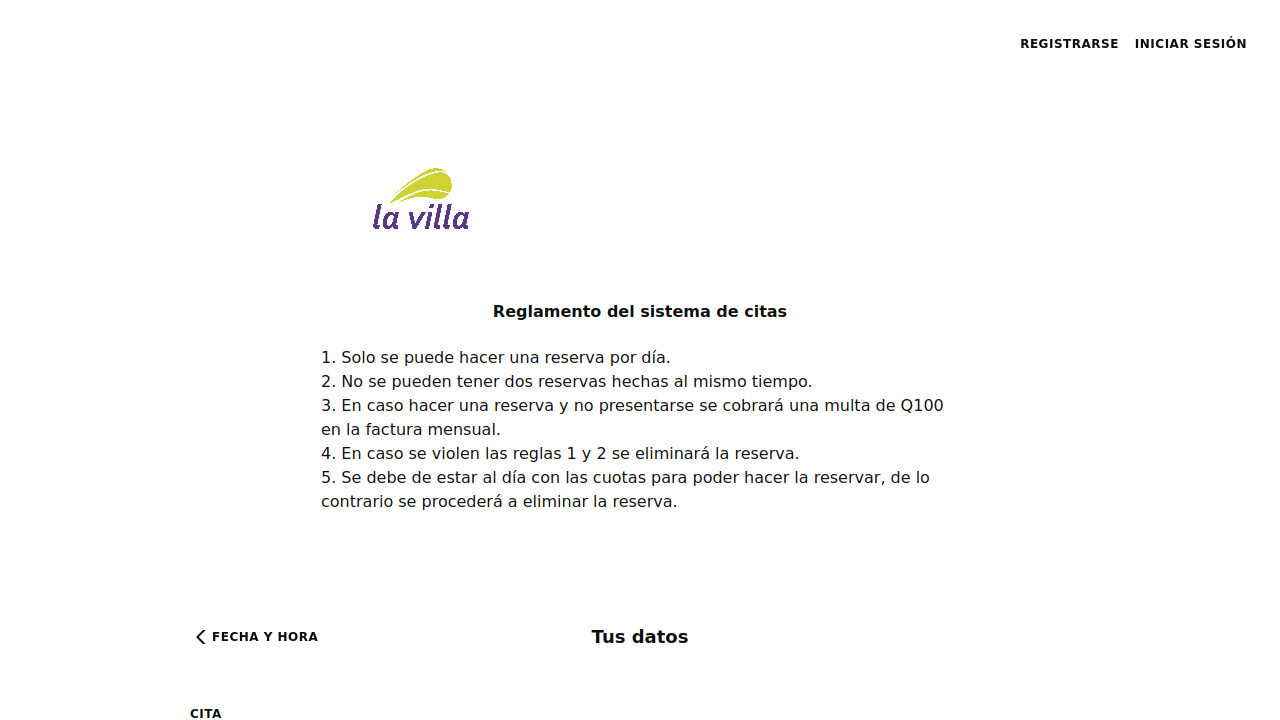 REGISTRARSE INICIAR SESIÓN
la villa
Reglamento del sistema de citas
1. Solo se puede hacer una reserva por día.
2. No se pueden tener dos reservas hechas al mismo tiempo.
3. En caso hacer una reserva y no presentarse se cobrará una multa de Q100
en la factura mensual.
4. En caso se violen las reglas 1 y 2 se eliminará la reserva.
5. Se debe de estar al día con las cuotas para poder hacer la reservar, de lo
contrario se procederá a eliminar la reserva.
FECHA Y HORA
Tus datos
CITA